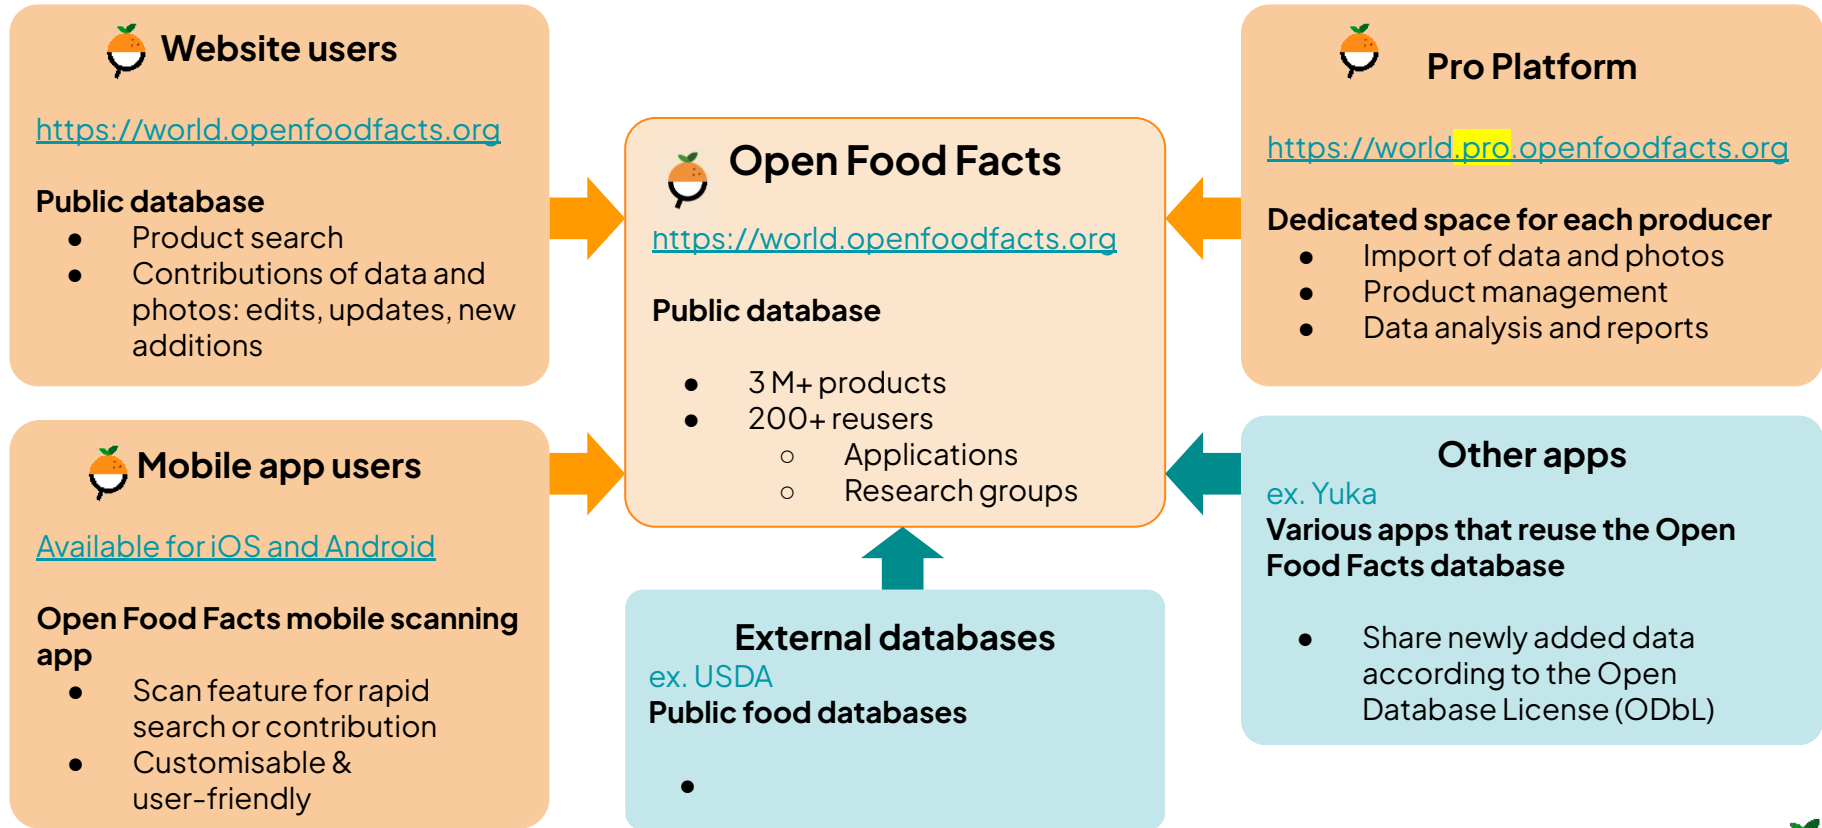 Website users
https://world.openfoodfacts.org
Public database
● Product search
● Contributions of data and
photos: edits, updates, new
additions
Mobile app users
Available for iOS and Android
Open Food Facts mobile scanning
app
● Scan feature for rapid
search or contribution
● Customisable &
user-friendly
Open Food Facts
https://world.openfoodfacts.org
Public database
● 3 M+ products
● 200+ reusers
○ Applications
○ Research groups
External databases
ex. USDA
Public food databases
●
Pro Platform
https://world.pro.openfoodfacts.org
Dedicated space for each producer
● Import of data and photos
● Product management
● Data analysis and reports
Other apps
ex. Yuka
Various apps that reuse the Open
Food Facts database
● Share newly added data
according to the Open
Database License (ODbL)